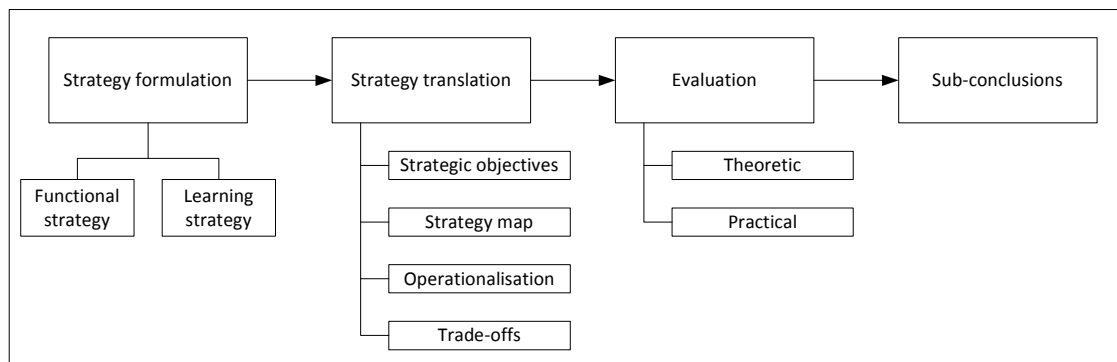 Strategy formulation
Strategy translation
Evaluation
Sub-conclusions
Functional
strategy
Learning
strategy
Strategic objectives
Strategy map
Operationalisation
Trade-offs
Theoretic
Practical